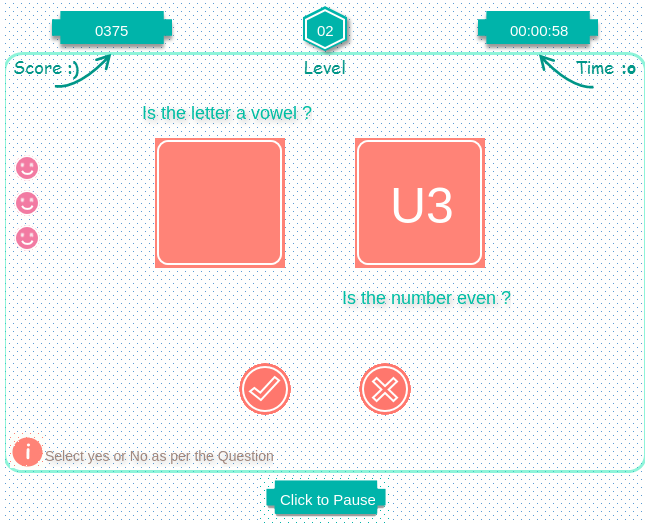 0375
02
00:00:58
Score :)
Level
Time :o
Is the letter a vowel ?
U3
Is the number even ?
i
Select yes or No as per the Question
Click to Pause